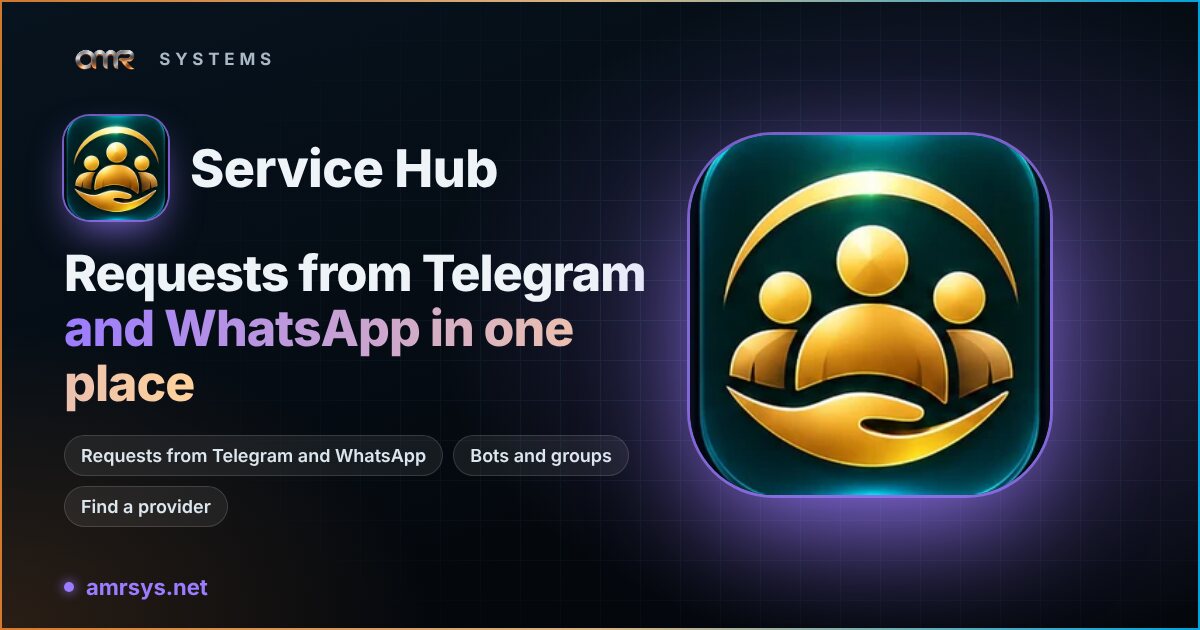 AMR SYSTEMS
Service Hub
Requests from Telegram
and WhatsApp in one
place
Requests from Telegram and WhatsApp
Bots and groups
Find a provider
amrsys.net